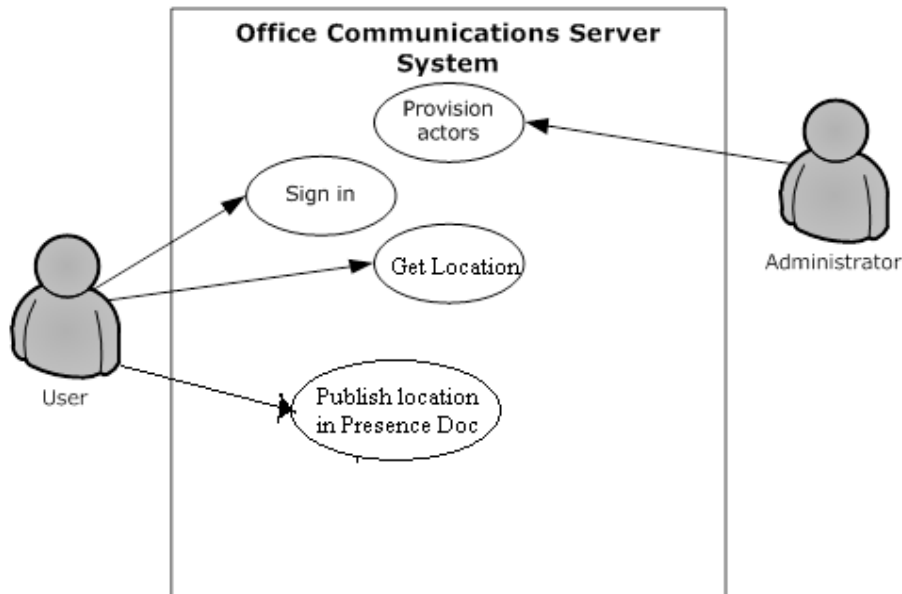 Office Communications Server
System
Provision
actors
Sign in
Get Location
Administrator
User
Publish location
in Presence Doc